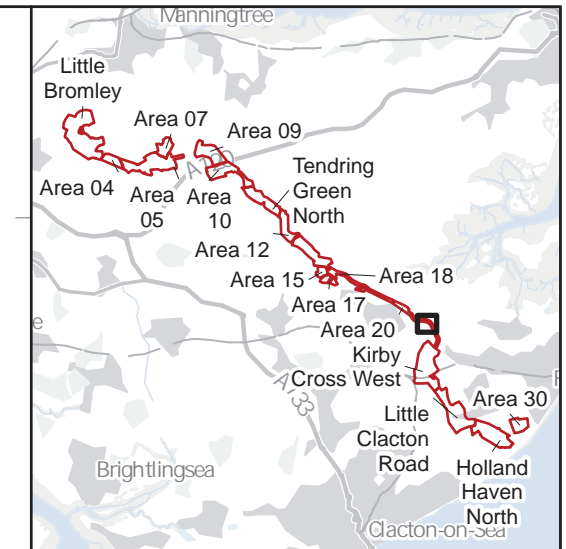 Manningtree
Little
Bromley
Area 07
Area 09
A120
Area 04
Area
05
Area
10
Tendring
Green
North
Area 12
Area 15
Area 18
Area 17
Area 20
e
Kirby
Cross West
F
A133
Area 30
Little
Clacton
Road
Holland
Haven
North
Brightlingsea
Clacton-on-Sea